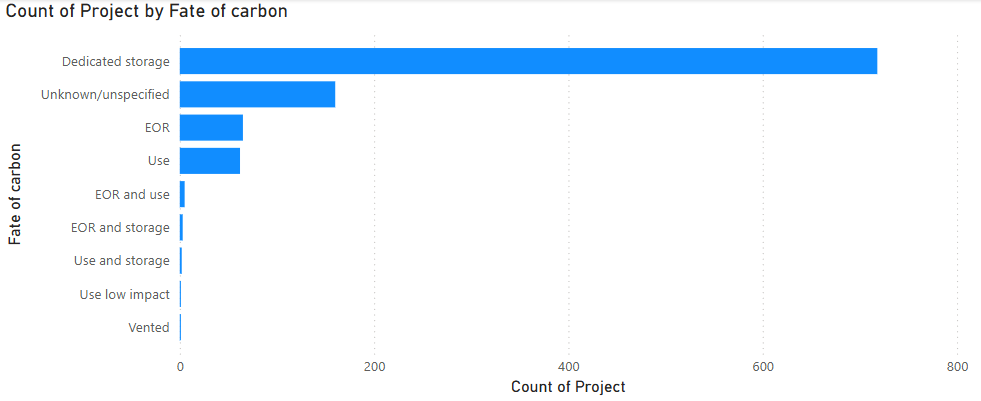 Count of Project by Fate of carbon
Fate of carbon
Dedicated storage
Unknown/unspecified
EOR
Use
EOR and use
EOR and storage
Use and storage
Use low impact
Vented
0 200 400 600 800
Count of Project